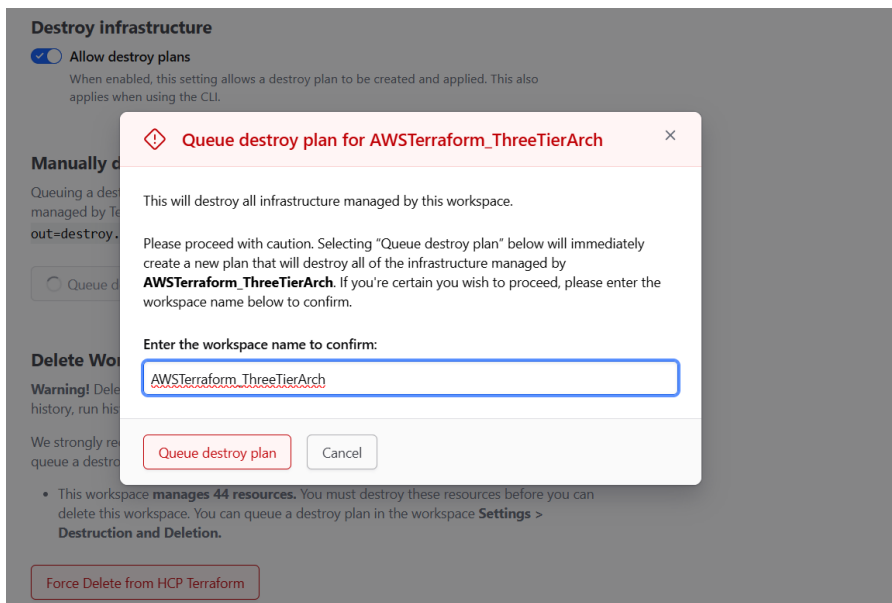 Destroy infrastructure
Allow destroy plans
When enabled, this setting allows a destroy plan to be created and applied. This also
applies when using the CLI.
Queue destroy plan for AWSTerraform_ThreeTierArch
Manually d
Queuing a dest
managed by Te
out=destroy.
Queue d
This will destroy all infrastructure managed by this workspace.
Please proceed with caution. Selecting "Queue destroy plan" below will immediately
create a new plan that will destroy all of the infrastructure managed by
AWSTerraform_ThreeTierArch. If you're certain you wish to proceed, please enter the
workspace name below to confirm.
Enter the workspace name to confirm:
AWSTerraform_ThreeTierArch
Queue destroy plan
Cancel
Delete Wor
Warning! Dele
history, run his
We strongly re
queue a destro
• This workspace manages 44 resources. You must destroy these resources before you can
delete this workspace. You can queue a destroy plan in the workspace Settings >
Destruction and Deletion.
Force Delete from HCP Terraform